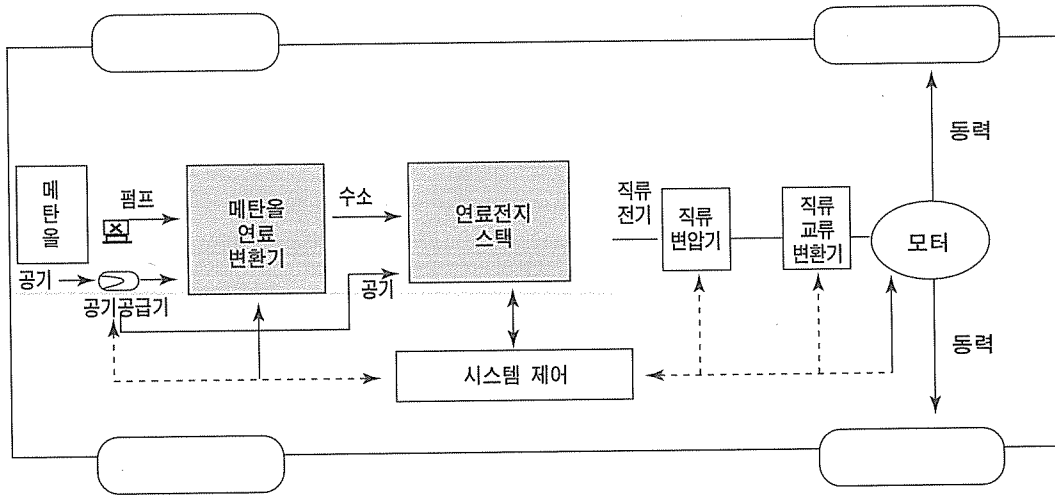 동력
메
탄
올
펌프
메탄올
연료
변환기
수소
연료전지
스택
직류
전기
직류
변압기
직류
교류
변환기
모터
공기
공기공급기
공기
시스템 제어
동력